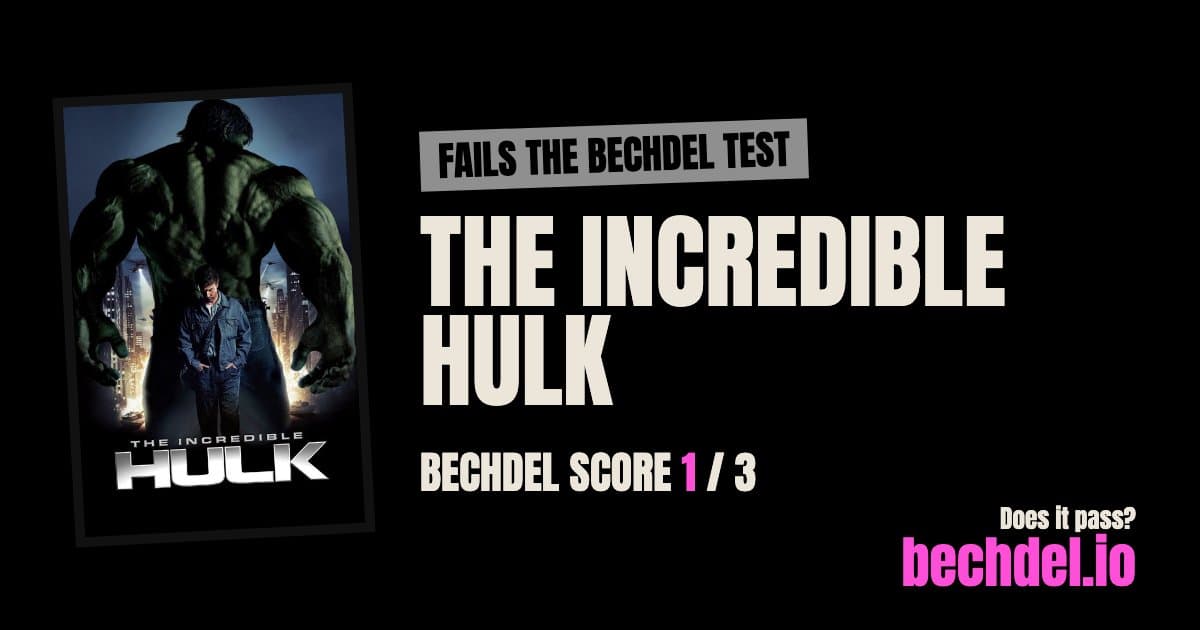 FAILS THE BECHDEL TEST
THE INCREDIBLE
HULK
BECHDEL SCORE 1 / 3
THE INCREDIBLE
HULK
Does it pass?
bechdel.io